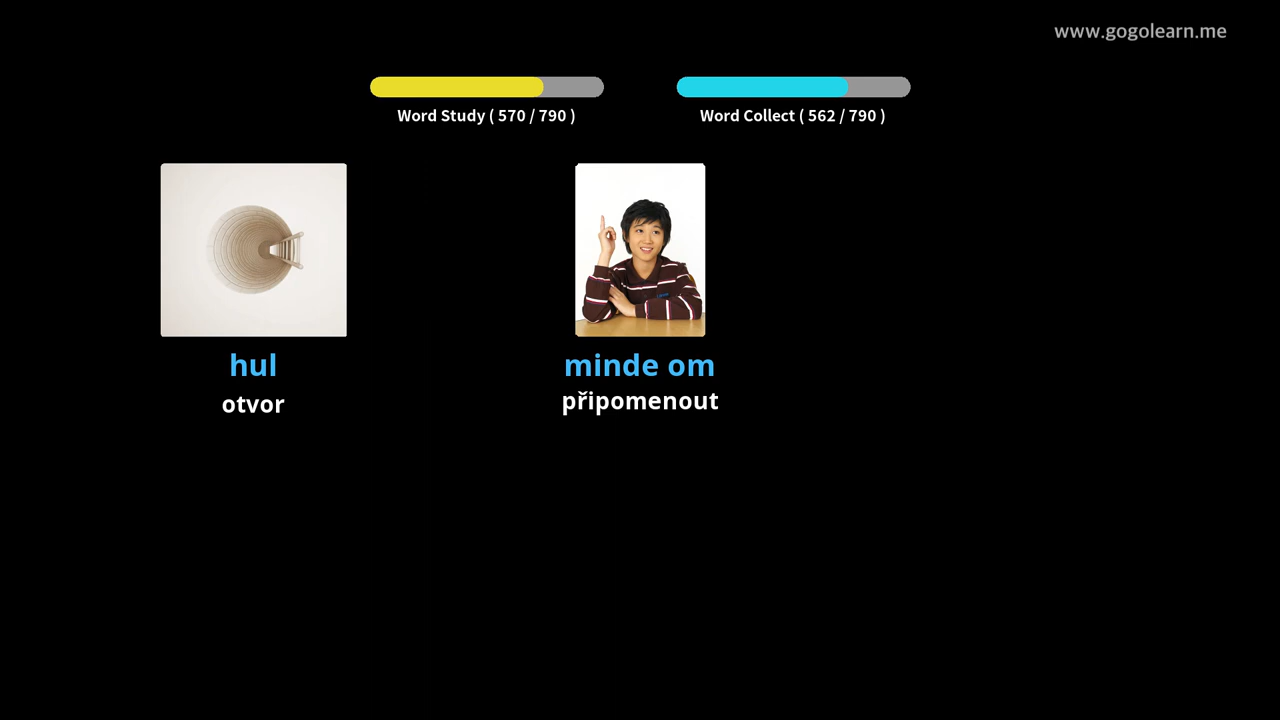 www.gogolearn.me
Word Study ( 570 / 790 )
Word Collect ( 562 / 790 )
hul
otvor
minde om
připomenout